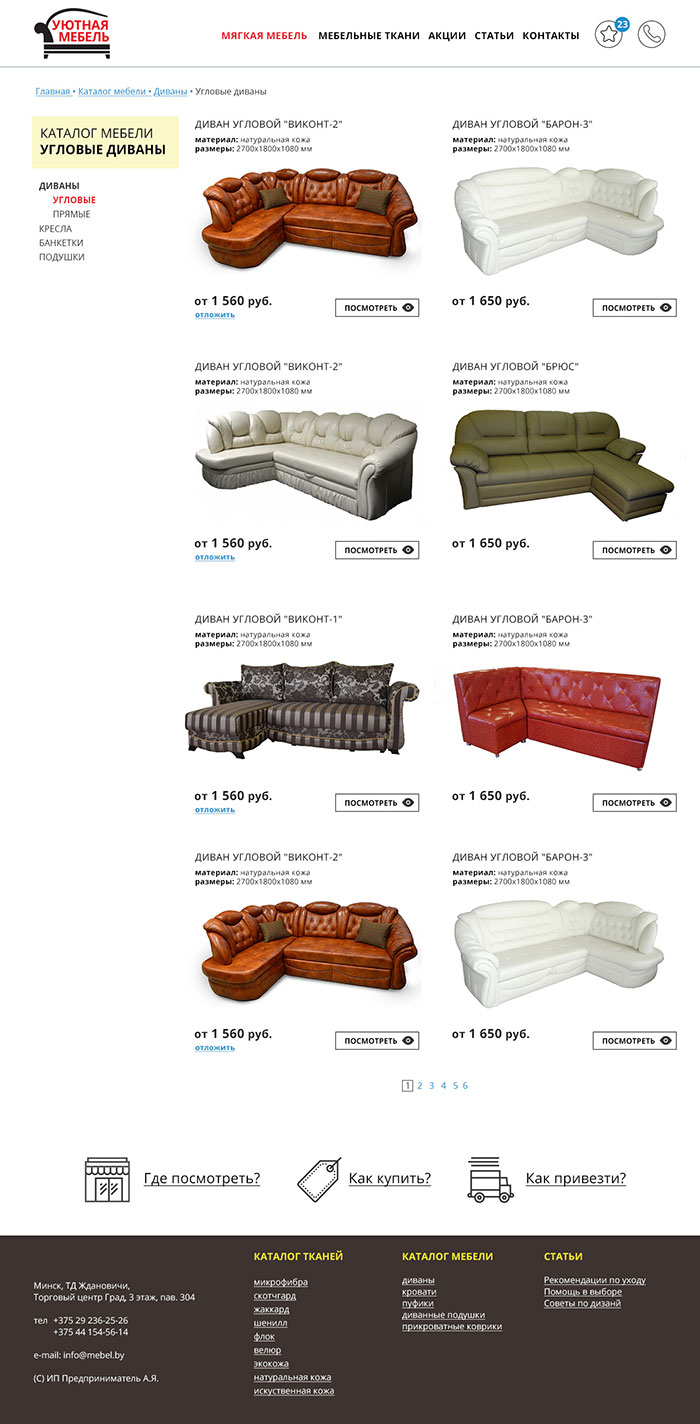 УЮТНАЯ
МЕБЕЛЬ
МЯГКАЯ МЕБЕЛЬ МЕБЕЛЬНЫЕ ТКАНИ АКЦИИ СТАТЬИ КОНТАКТЫ 23
Главная • Каталог мебели • Диваны • Угловые диваны
КАТАЛОГ МЕБЕЛИ
УГЛОВЫЕ ДИВАНЫ
ДИВАНЫ
УГЛОВЫЕ
ПРЯМЫЕ
КРЕСЛА
БАНКЕТКИ
ПОДУШКИ
ДИВАН УГЛОВОЙ "ВИКОНТ-2"
материал: натуральная кожа
размеры: 2700x1800x1080 мм
от 1 560 руб.
отложить
ПОСМОТРЕТЬ
ДИВАН УГЛОВОЙ "БАРОН-3"
материал: натуральная кожа
размеры: 2700x1800x1080 мм
от 1 650 руб.
ПОСМОТРЕТЬ
ДИВАН УГЛОВОЙ "ВИКОНТ-2"
материал: натуральная кожа
размеры: 2700x1800x1080 мм
от 1 560 руб.
отложить
ПОСМОТРЕТЬ
ДИВАН УГЛОВОЙ "БРЮС"
материал: натуральная кожа
размеры: 2700x1800x1080 мм
от 1 650 руб.
ПОСМОТРЕТЬ
ДИВАН УГЛОВОЙ "ВИКОНТ-1"
материал: натуральная кожа
размеры: 2700x1800x1080 мм
от 1 560 руб.
отложить
ПОСМОТРЕТЬ
ДИВАН УГЛОВОЙ "БАРОН-3"
материал: натуральная кожа
размеры: 2700x1800x1080 мм
от 1 650 руб.
ПОСМОТРЕТЬ
ДИВАН УГЛОВОЙ "ВИКОНТ-2"
материал: натуральная кожа
размеры: 2700x1800x1080 мм
от 1 560 руб.
отложить
ПОСМОТРЕТЬ
ДИВАН УГЛОВОЙ "БАРОН-3"
материал: натуральная кожа
размеры: 2700x1800x1080 мм
от 1 650 руб.
ПОСМОТРЕТЬ
1 2 3 4 5 6
Где посмотреть? Как купить? Как привезти?
Минск, ТД Ждановичи,
Торговый центр Град, 3 этаж, пав. 304
тел +375 29 236-25-26
+375 44 154-56-14
e-mail: info@mebel.by
(С) ИП Предприниматель А.Я.
КАТАЛОГ ТКАНЕЙ
микрофибра
скотчгард
жаккард
шенилл
флок
велюр
экокожа
натуральная кожа
искуственная кожа
КАТАЛОГ МЕБЕЛИ
диваны
кровати
пуфики
диванные подушки
прикроватные коврики
СТАТЬИ
Рекомендации по уходу
Помощь в выборе
Советы по дизанй